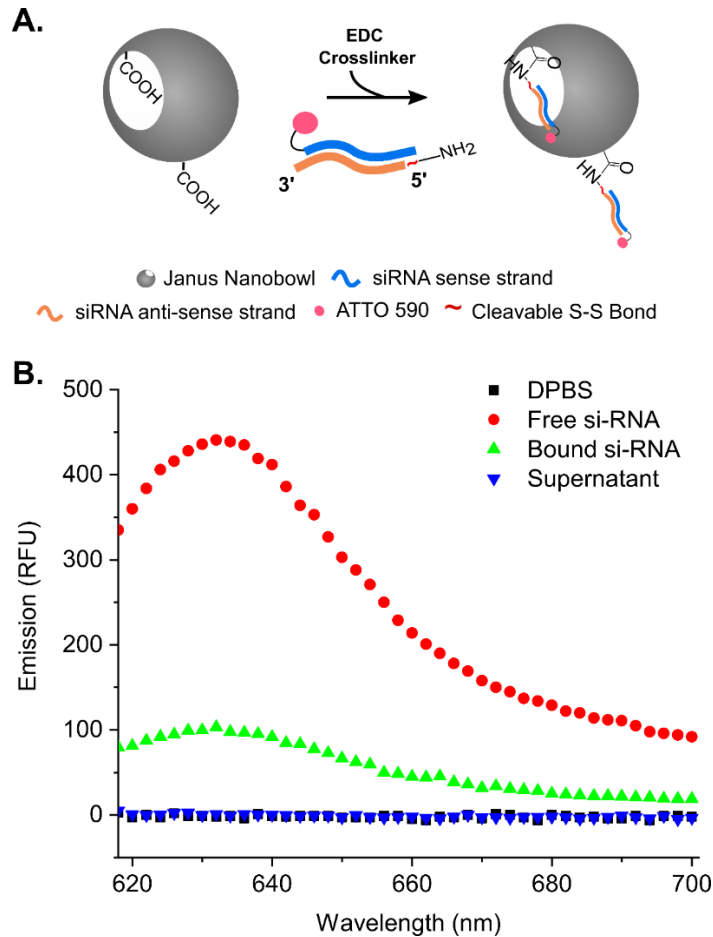 A.
EDC
Crosslinker
COOH
COOH
NH2
3'
5'
HN
O
HN
O
Janus Nanobowl
siRNA sense strand
siRNA anti-sense strand
ATTO 590
Cleavable S-S Bond
B.
500
400
300
200
100
0
Emission (RFU)
DPBS
Free si-RNA
Bound si-RNA
Supernatant
620
640
660
680
700
Wavelength (nm)